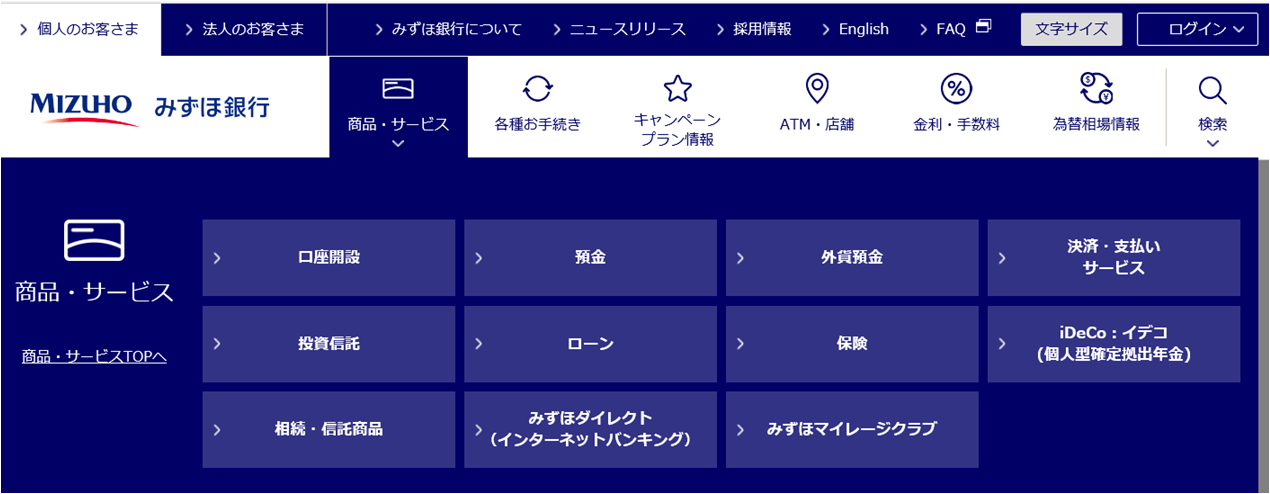 個人のお客さま
法人のお客さま
みずほ銀行について
ニュースリリース
採用情報
English
FAQ
文字サイズ
ログイン
MIZUHO みずほ銀行
商品・サービス
各種お手続き
キャンペーン
プラン情報
ATM・店舗
金利・手数料
為替相場情報
検索
商品・サービス
商品・サービスTOPへ
口座開設
預金
外貨預金
決済・支払い
サービス
投資信託
ローン
保険
iDeCo：イデコ
(個人型確定拠出年金)
相続・信託商品
みずほダイレクト
（インターネットバンキング）
みずほマイレージクラブ